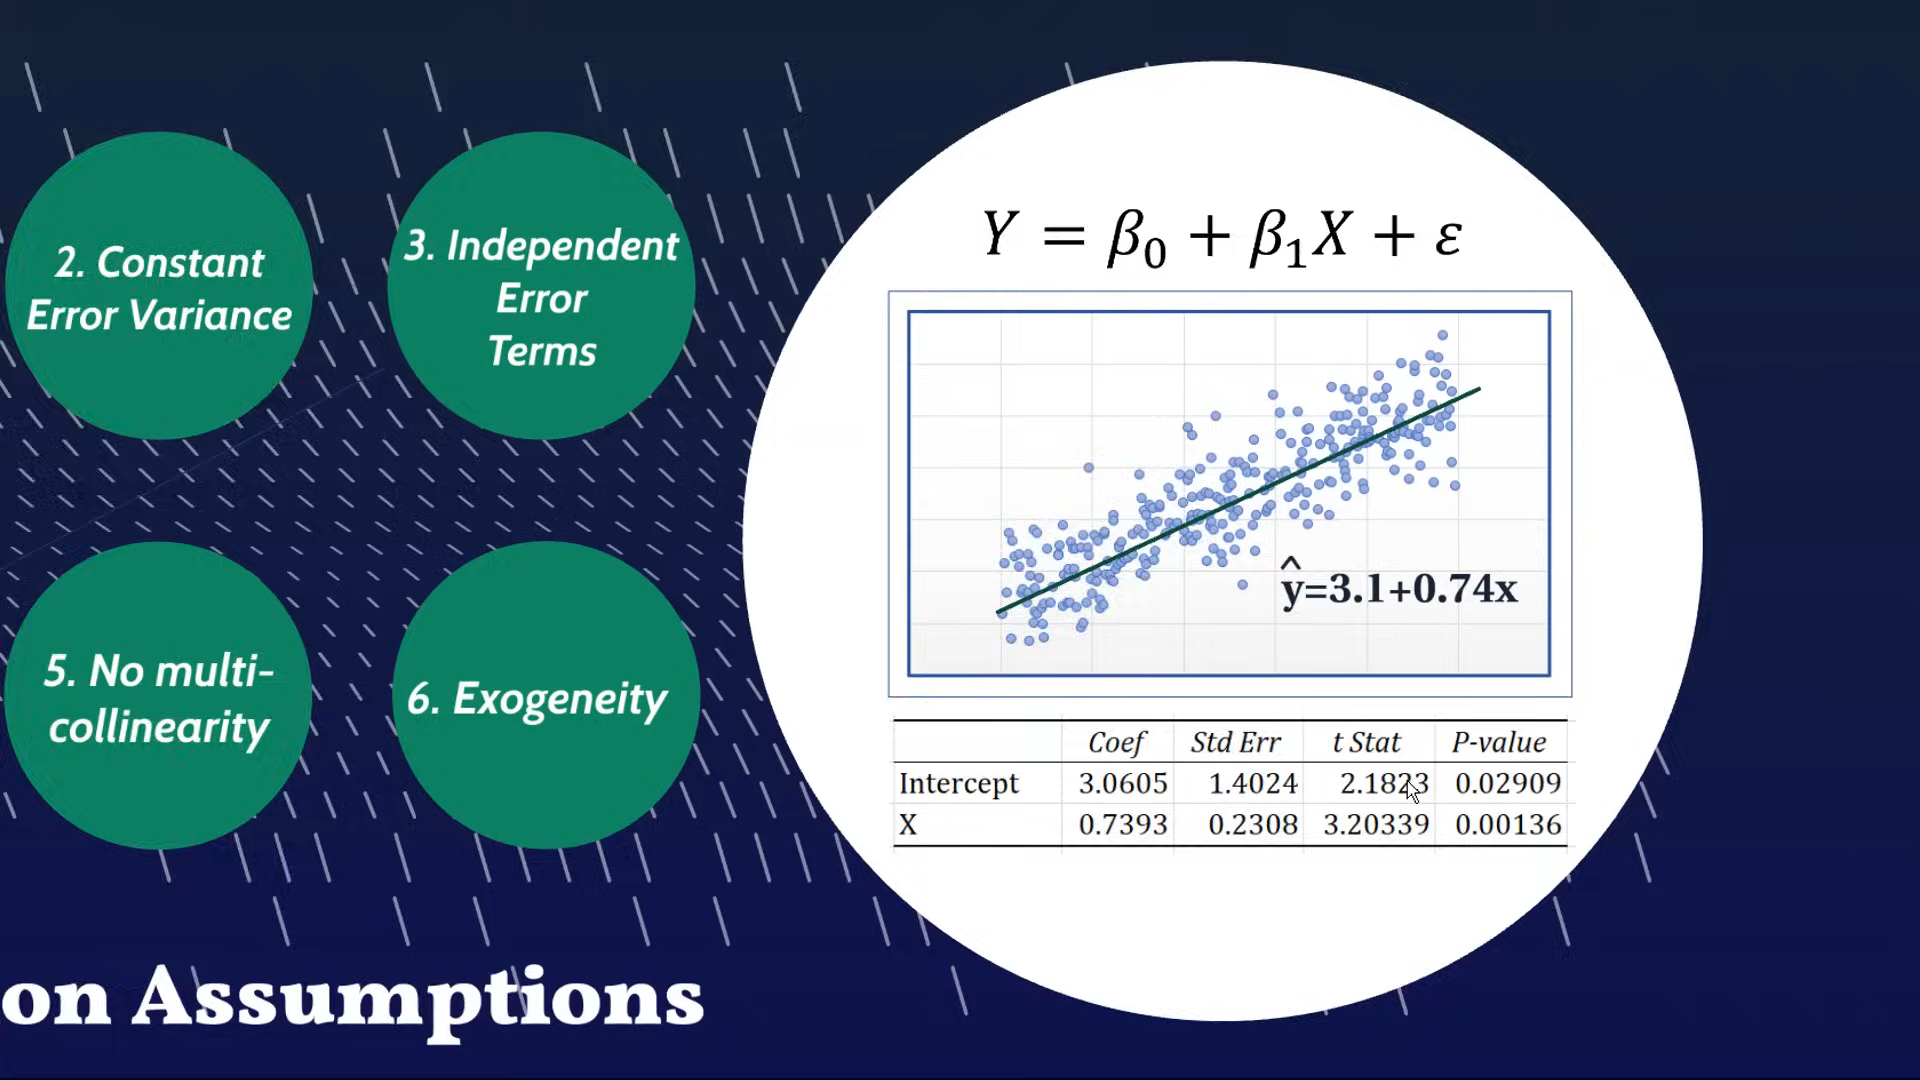 2. Constant
Error Variance
3. Independent
Error
Terms
5. No multi-
collinearity
6. Exogeneity
on Assumptions
Y = β₀ + β₁X + ε
ŷ=3.1+0.74x
Coef Std Err t Stat P-value
Intercept 3.0605 1.4024 2.1823 0.02909
X 0.7393 0.2308 3.20339 0.00136